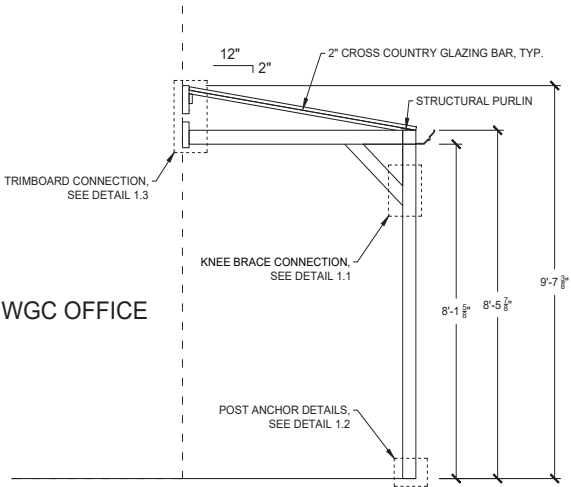 12"
2"
2" CROSS COUNTRY GLAZING BAR, TYP.
STRUCTURAL PURLIN
TRIMBOARD CONNECTION,
SEE DETAIL 1.3
KNEE BRACE CONNECTION,
SEE DETAIL 1.1
9'-7 3/8"
8'-1 5/8"
8'-5 7/8"
WGC OFFICE
POST ANCHOR DETAILS,
SEE DETAIL 1.2